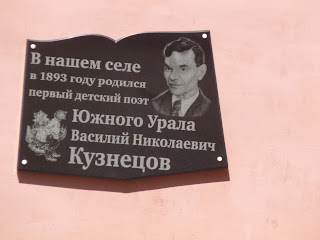 В нашем селе
в 1893 году родился
первый детский поэт
Южного Урала
Василий Николаевич
Кузнецов